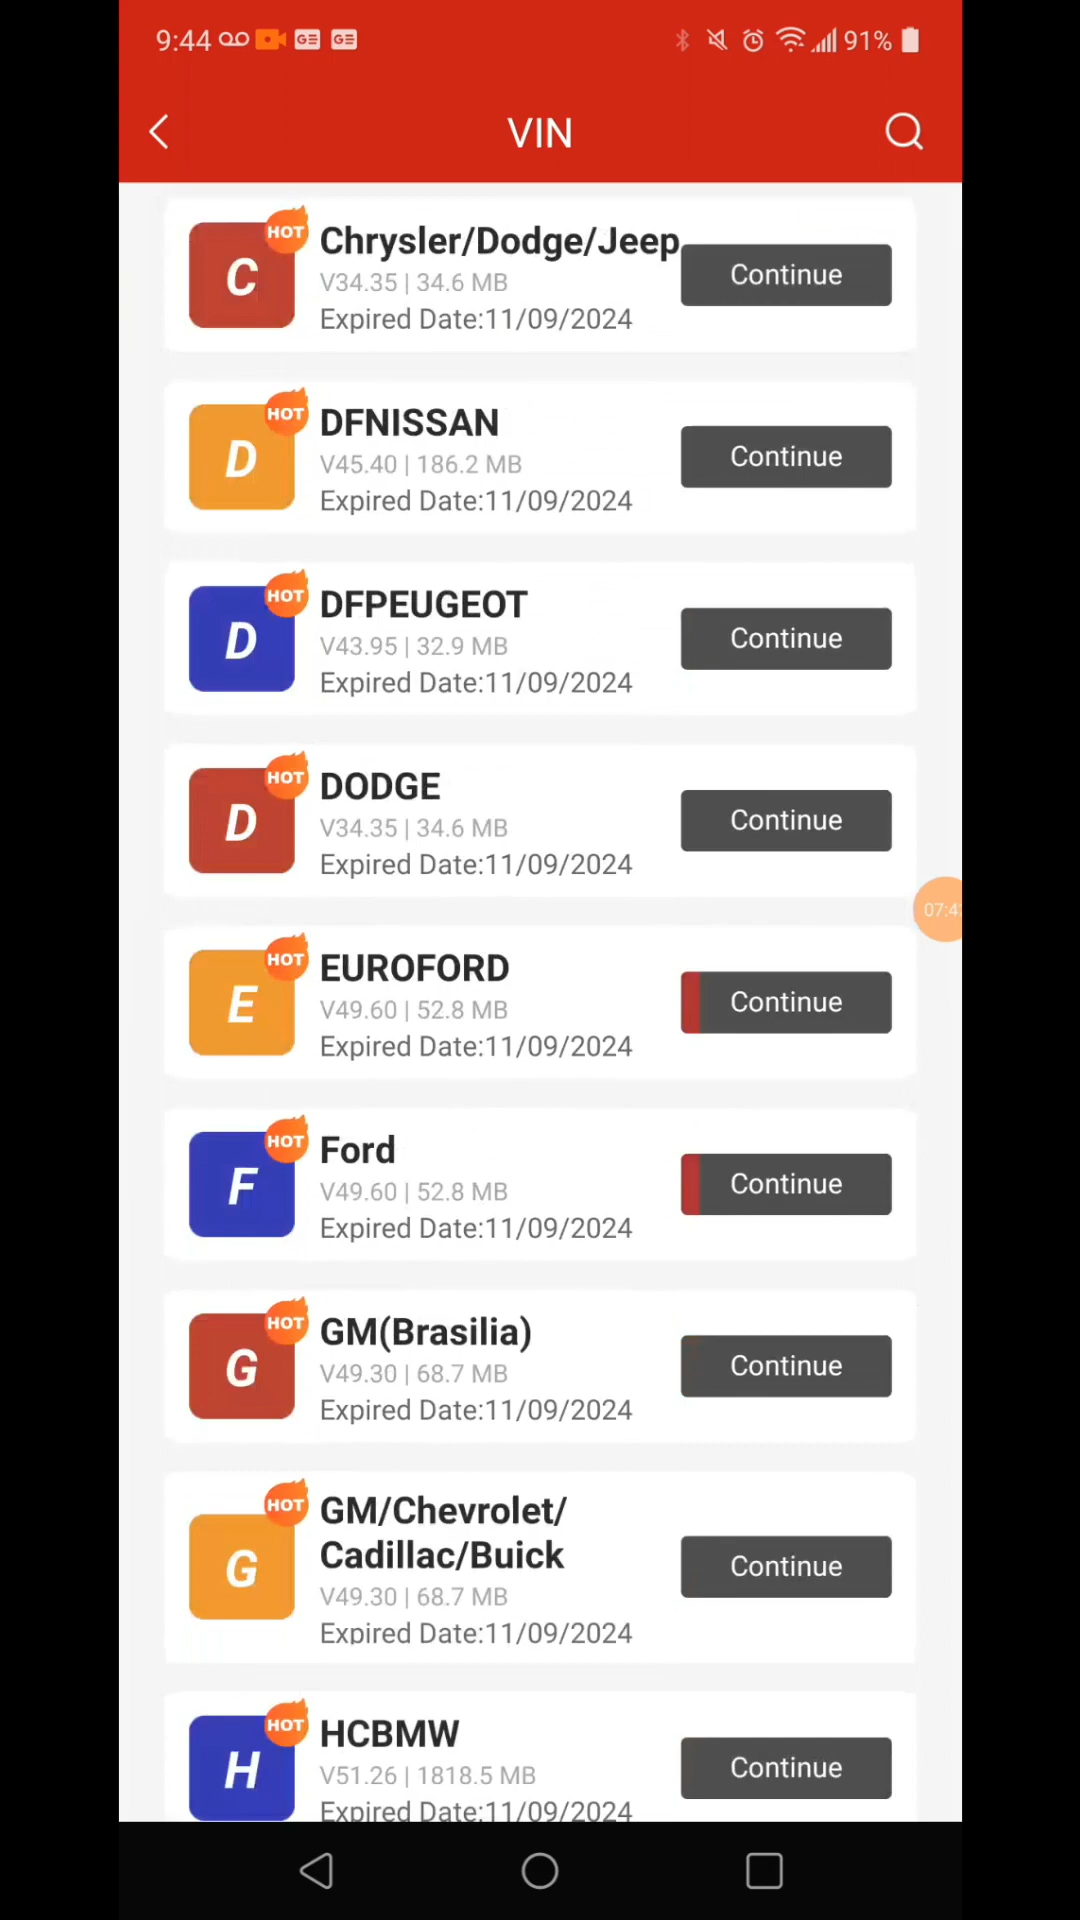 9:44 GE GE 91%
VIN
HOT
C
Chrysler/Dodge/Jeep
V34.35 | 34.6 MB
Expired Date:11/09/2024
Continue
HOT
D
DFNISSAN
V45.40 | 186.2 MB
Expired Date:11/09/2024
Continue
HOT
D
DFPEUGEOT
V43.95 | 32.9 MB
Expired Date:11/09/2024
Continue
HOT
D
DODGE
V34.35 | 34.6 MB
Expired Date:11/09/2024
Continue
07:4
HOT
E
EUROFORD
V49.60 | 52.8 MB
Expired Date:11/09/2024
Continue
HOT
F
Ford
V49.60 | 52.8 MB
Expired Date:11/09/2024
Continue
HOT
G
GM(Brasilia)
V49.30 | 68.7 MB
Expired Date:11/09/2024
Continue
HOT
G
GM/Chevrolet/
Cadillac/Buick
V49.30 | 68.7 MB
Expired Date:11/09/2024
Continue
HOT
H
HCBMW
V51.26 | 1818.5 MB
Expired Date:11/09/2024
Continue